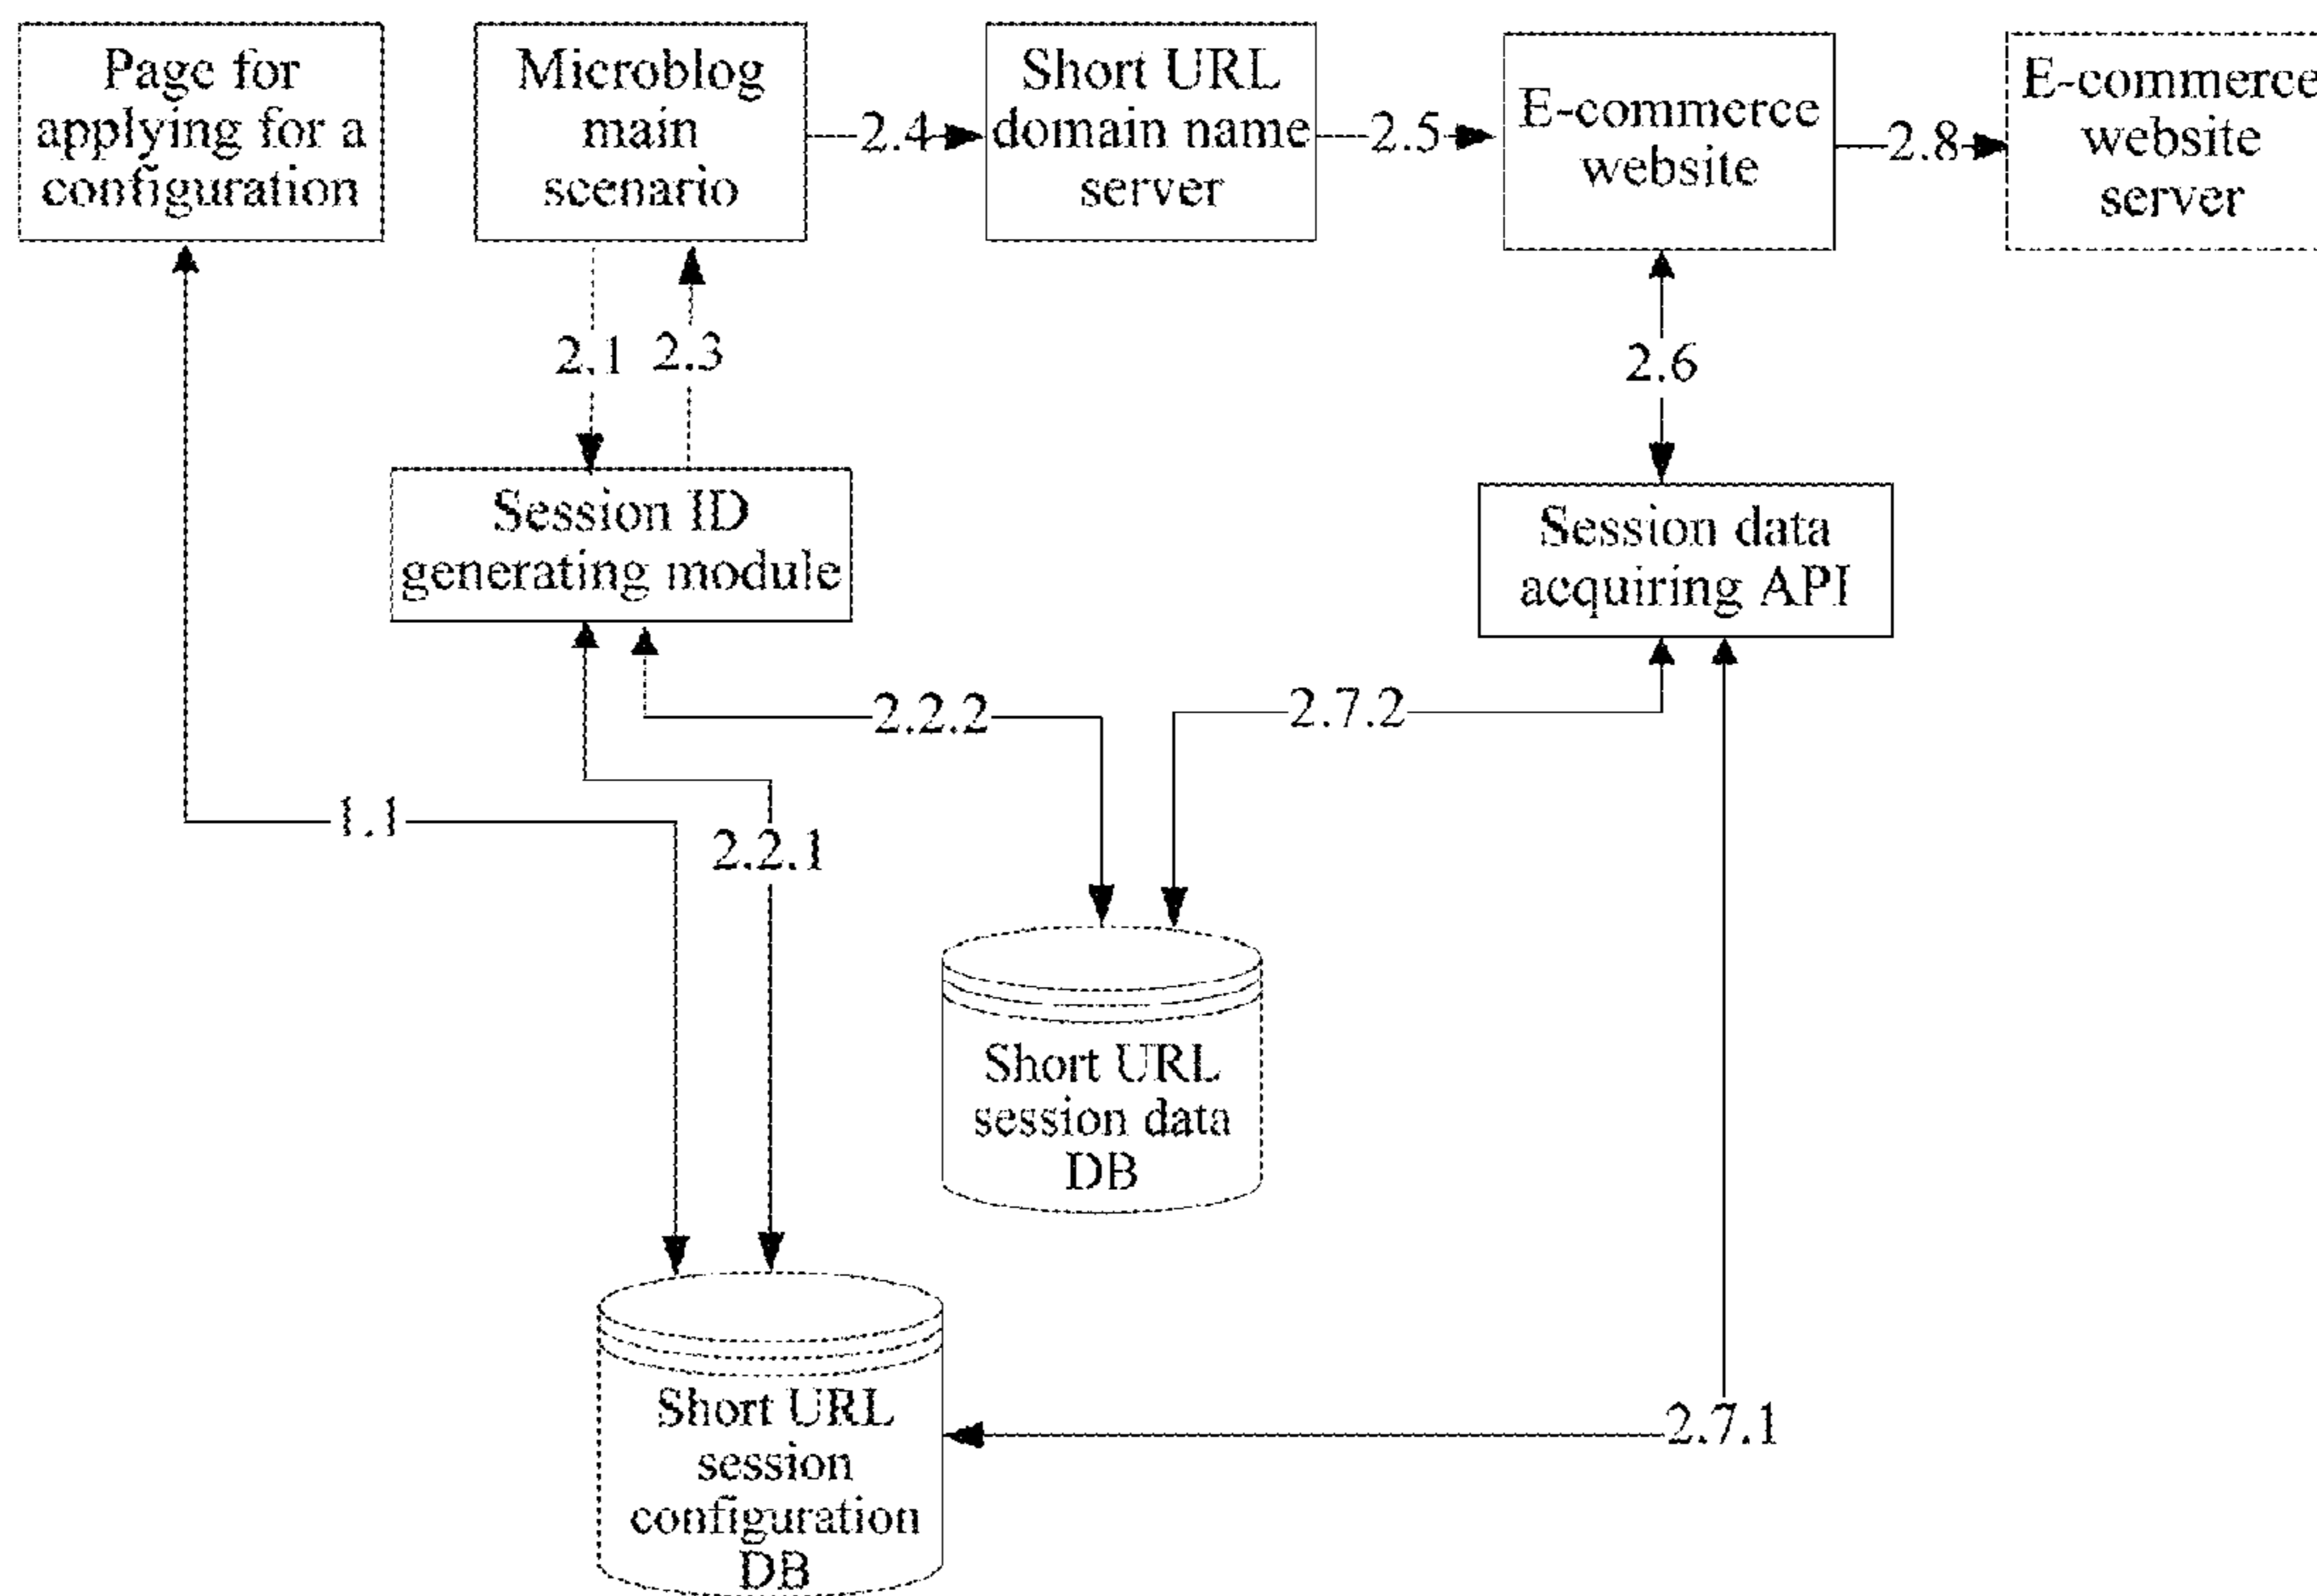 Page for
applying for a
configuration
Microblog
main
scenario
2.4
Short URL
domain name
server
2.5
E-commerce
website
2.8
E-commerce
website
server
2.1
2.3
2.6
Session ID
generating module
Session data
acquiring API
2.2.2
2.7.2
1.1
2.2.1
Short URL
session data
DB
Short URL
session
configuration
DB
2.7.1